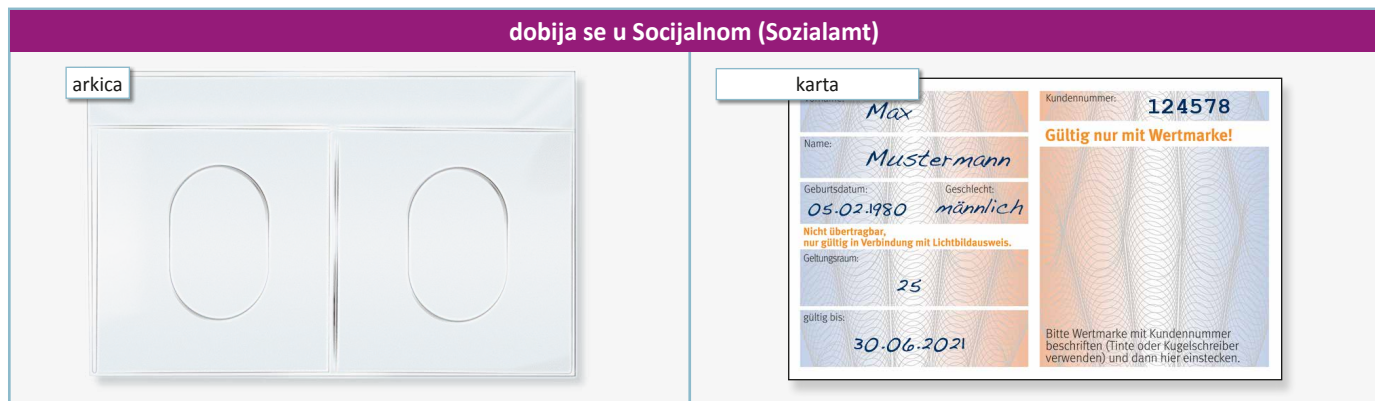 dobija se u Socijalnom (Sozialamt)
arkica
karta
Max
Kundennummer:
124578
Gültig nur mit Wertmarke!
Name:
Mustermann
Geburtsdatum:
Geschlecht:
05.02.1980
männlich
Nicht übertragbar,
nur gültig in Verbindung mit Lichtbildausweis.
Geltungsraum:
25
gültig bis:
30.06.2021
Bitte Wertmarke mit Kundennummer
beschriften (Tinte oder Kugelschreiber
verwenden) und dann hier einstecken.